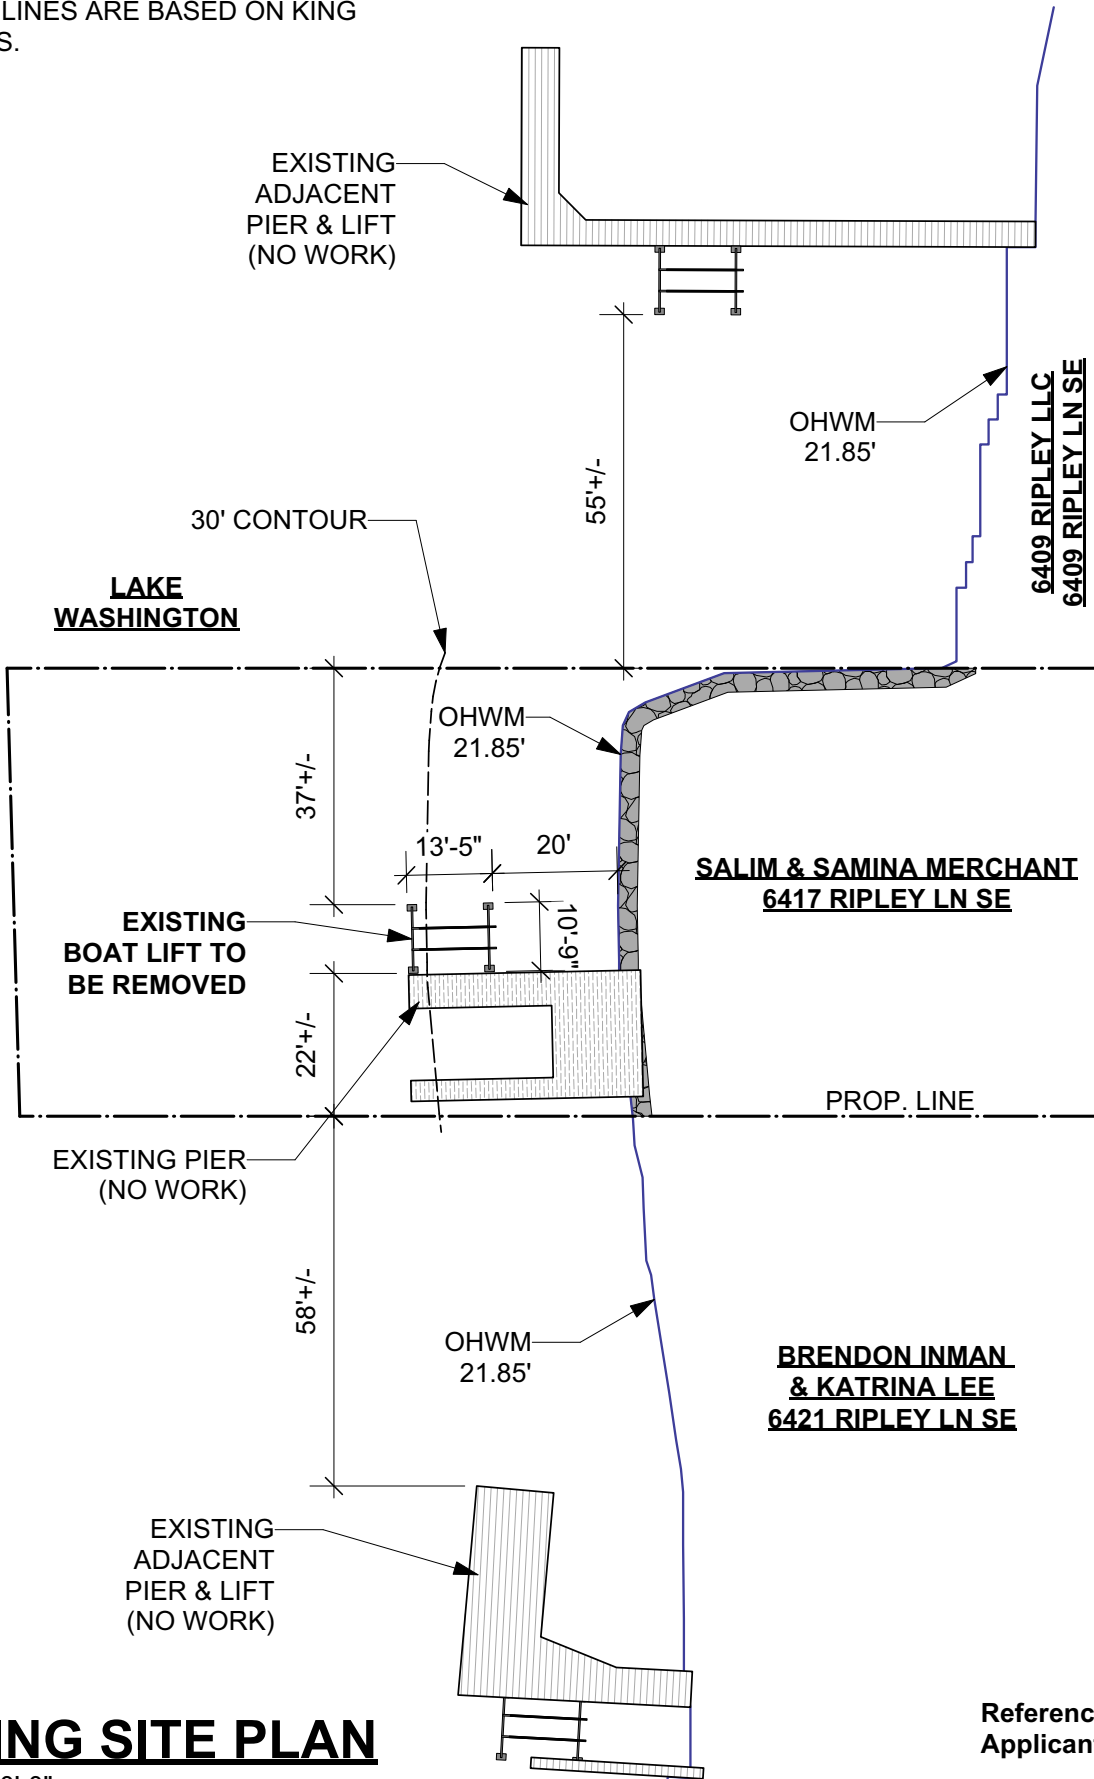 LINES ARE BASED ON KING
S.
EXISTING
ADJACENT
PIER & LIFT
(NO WORK)
OHWM
21.85'
6409 RIPLEY LLC
6409 RIPLEY LN SE
55'+/-
30' CONTOUR
LAKE
WASHINGTON
OHWM
21.85'
37'+/-
13'-5"
20'
SALIM & SAMINA MERCHANT
6417 RIPLEY LN SE
EXISTING
BOAT LIFT TO
BE REMOVED
10'-9"
22'+/-
PROP. LINE
EXISTING PIER
(NO WORK)
58'+/-
OHWM
21.85'
BRENDON INMAN
& KATRINA LEE
6421 RIPLEY LN SE
EXISTING
ADJACENT
PIER & LIFT
(NO WORK)
ING SITE PLAN
Referenc
Applicant